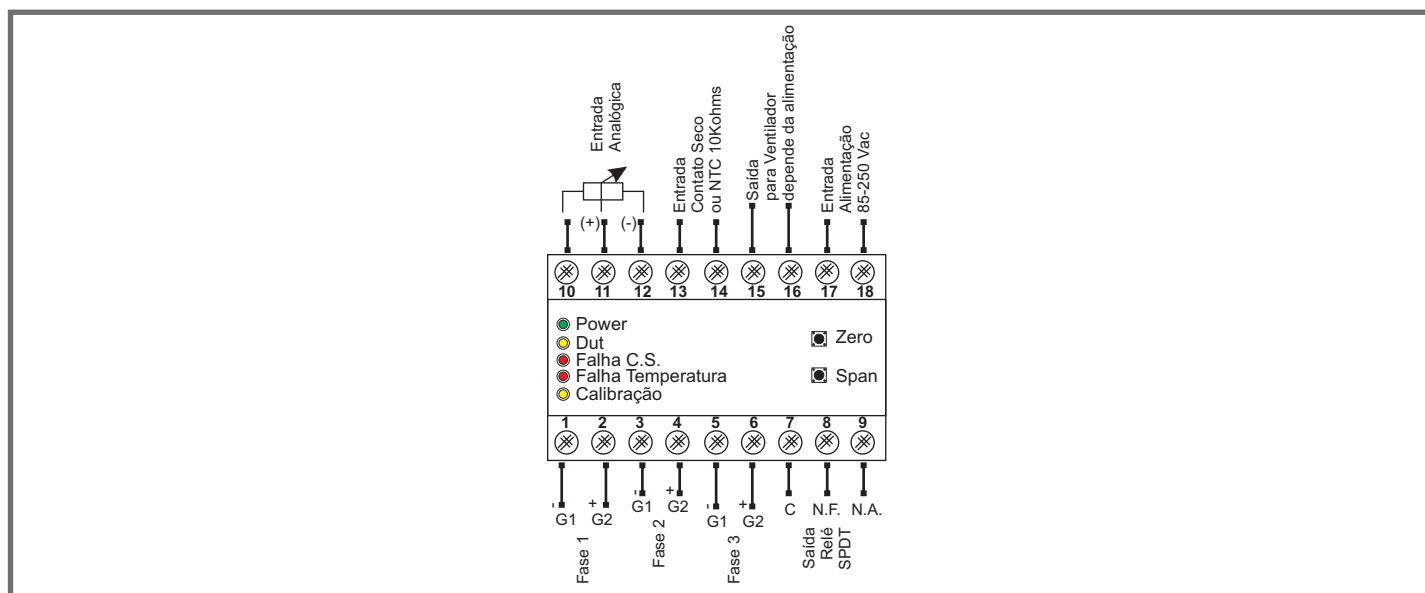 Entrada
Analógica
Entrada
Contato Seco
ou NTC 10Kohms
Saída
para Ventilador
depende da alimentação
Entrada
Alimentação
85-250 Vac
(+) (-)
10 11 12 13 14 15 16 17 18
Power
Dut
Falha C.S.
Falha Temperatura
Calibração
Zero
Span
1 2 3 4 5 6 7 8 9
- + - + - +
G1 G2 G1 G2 G1 G2 C N.F. N.A.
Fase 1
Fase 2
Fase 3
Saída
Relé
SPDT